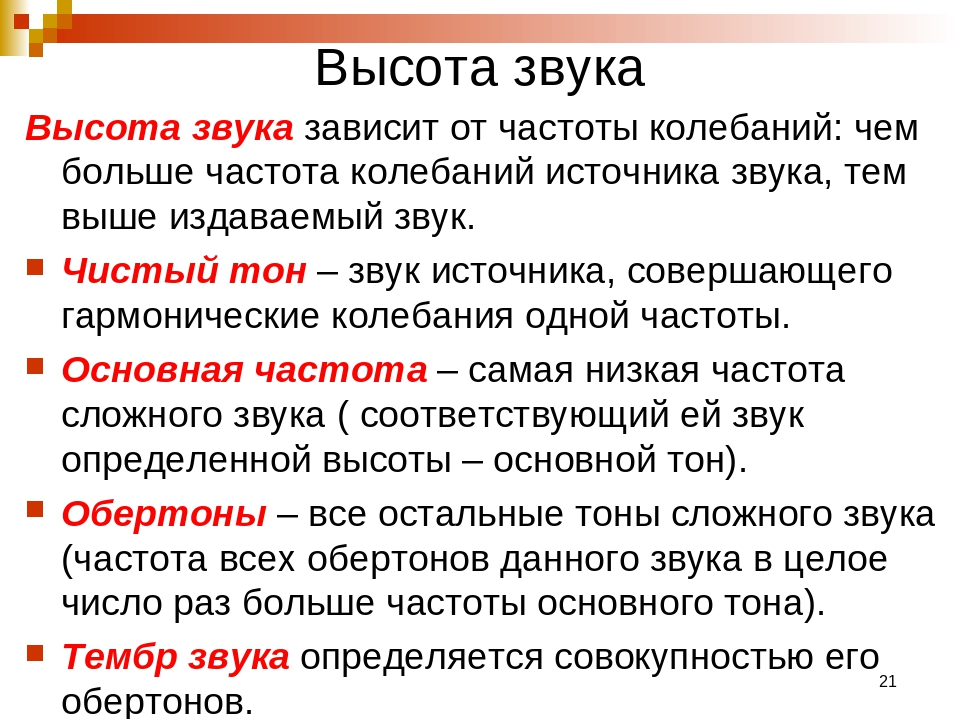 Высота звука
Высота звука зависит от частоты колебаний: чем
больше частота колебаний источника звука, тем
выше издаваемый звук.
Чистый тон – звук источника, совершающего
гармонические колебания одной частоты.
Основная частота – самая низкая частота
сложного звука ( соответствующий ей звук
определенной высоты – основной тон).
Обертоны – все остальные тоны сложного звука
(частота всех обертонов данного звука в целое
число раз больше частоты основного тона).
Тембр звука определяется совокупностью его
обертонов.
21